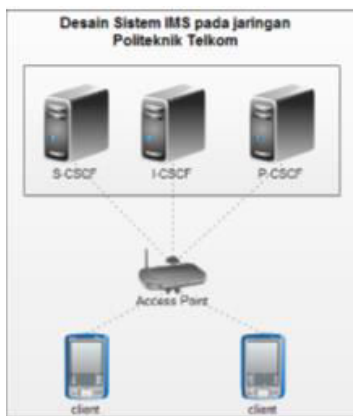 Desain Sistem IMS pada jaringan
Politeknik Telkom
S-CSCF
I-CSCF
P-CSCF
Access Point
client
client